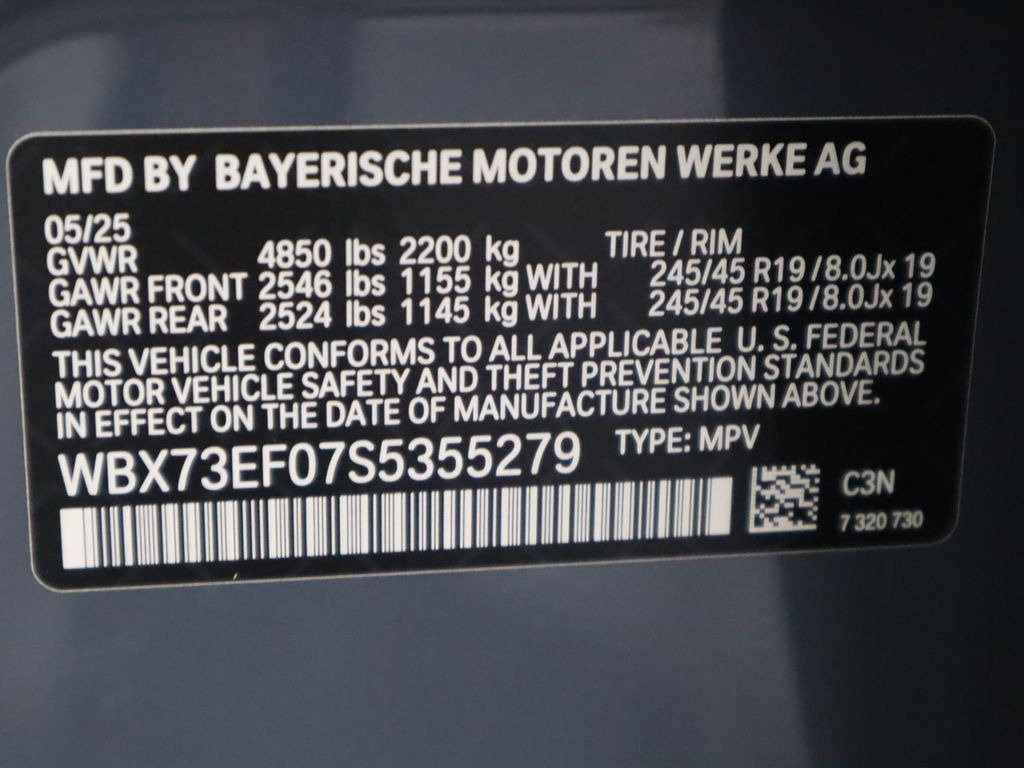 MFD BY BAYERISCHE MOTOREN WERKE AG
05/25
GVWR 4850 lbs 2200 kg TIRE / RIM
GAWR FRONT 2546 lbs 1155 kg WITH 245/45 R19 / 8.0Jx 19
GAWR REAR 2524 lbs 1145 kg WITH 245/45 R19 / 8.0Jx 19
THIS VEHICLE CONFORMS TO ALL APPLICABLE U. S. FEDERAL
MOTOR VEHICLE SAFETY AND THEFT PREVENTION STANDARDS
IN EFFECT ON THE DATE OF MANUFACTURE SHOWN ABOVE.
WBX73EF07S5355279 TYPE: MPV
C3N
7 320 730